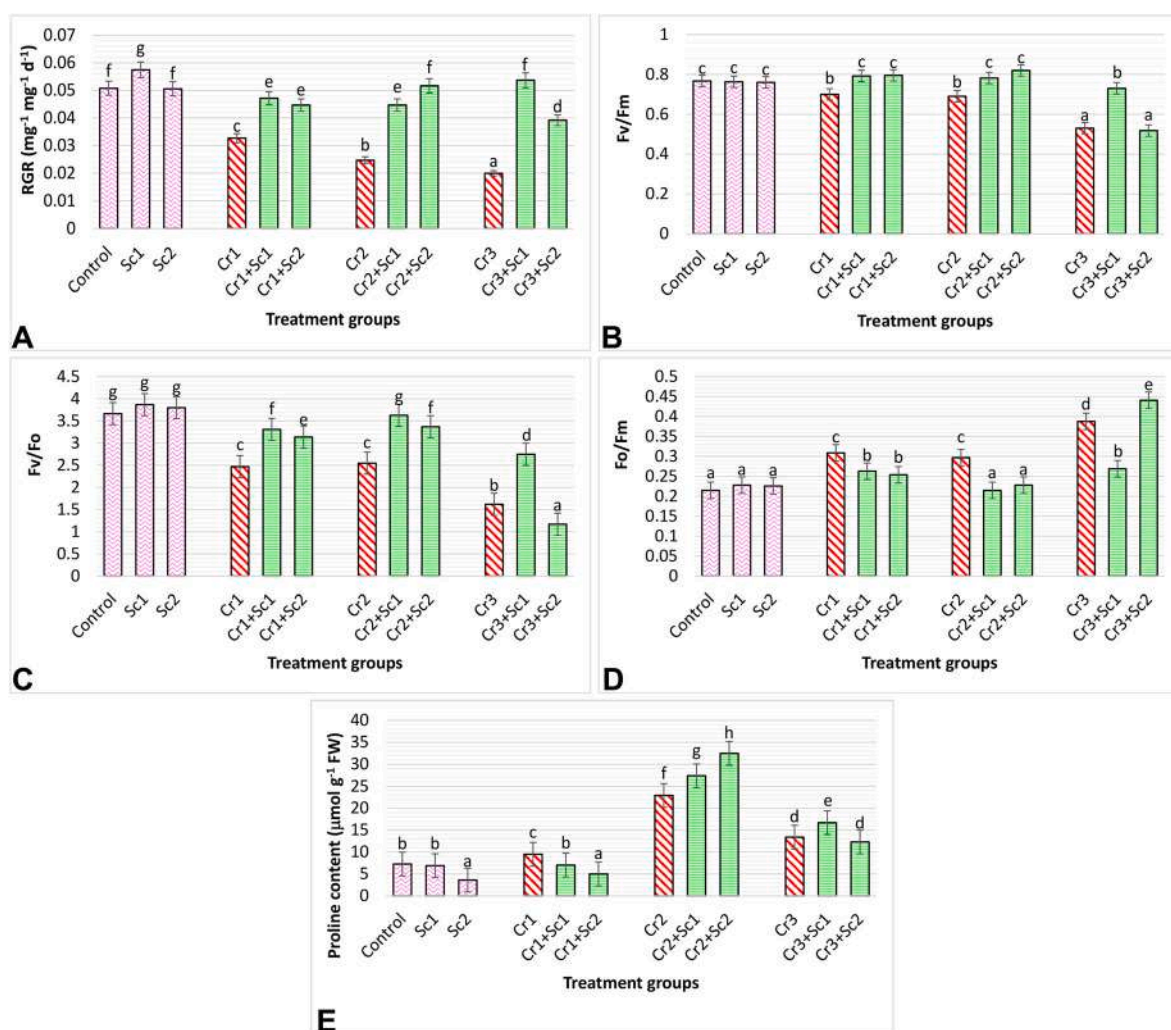 0.07
0.06
0.05
0.04
0.03
0.02
0.01
0
RGR (mg⁻¹ mg⁻¹ d⁻¹)
f g f c e e b e f a f d
Control Sc1 Sc2 Cr1 Cr1+Sc1 Cr1+Sc2 Cr2 Cr2+Sc1 Cr2+Sc2 Cr3 Cr3+Sc1 Cr3+Sc2
Treatment groups
A
1
0.8
0.6
0.4
0.2
0
Fv/Fm
c c c b c c b c c a b a
Control Sc1 Sc2 Cr1 Cr1+Sc1 Cr1+Sc2 Cr2 Cr2+Sc1 Cr2+Sc2 Cr3 Cr3+Sc1 Cr3+Sc2
Treatment groups
B
4.5
4
3.5
3
2.5
2
1.5
1
0.5
0
Fv/Fo
g g g c f e c g f b d a
Control Sc1 Sc2 Cr1 Cr1+Sc1 Cr1+Sc2 Cr2 Cr2+Sc1 Cr2+Sc2 Cr3 Cr3+Sc1 Cr3+Sc2
Treatment groups
C
0.5
0.45
0.4
0.35
0.3
0.25
0.2
0.15
0.1
0.05
0
Fo/Fm
a a a c b b c a a d b e
Control Sc1 Sc2 Cr1 Cr1+Sc1 Cr1+Sc2 Cr2 Cr2+Sc1 Cr2+Sc2 Cr3 Cr3+Sc1 Cr3+Sc2
Treatment groups
D
40
35
30
25
20
15
10
5
0
Proline content (µmol g⁻¹ FW)
b b a c b a f g h d e d
Control Sc1 Sc2 Cr1 Cr1+Sc1 Cr1+Sc2 Cr2 Cr2+Sc1 Cr2+Sc2 Cr3 Cr3+Sc1 Cr3+Sc2
Treatment groups
E